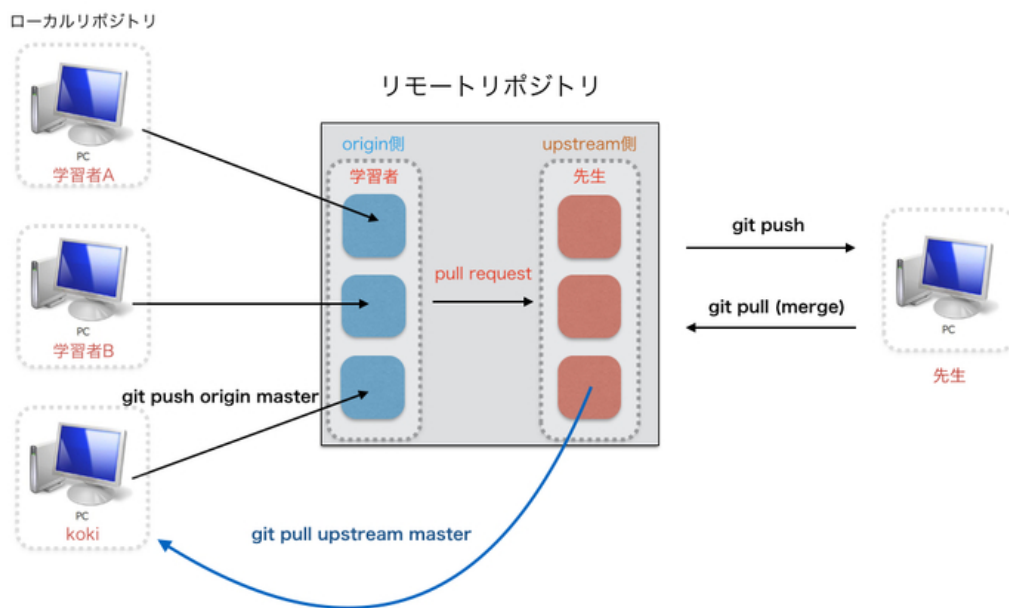 ローカルリポジトリ
PC
学習者A
PC
学習者B
PC
koki
リモートリポジトリ
origin側
学習者
upstream側
先生
pull request
git push origin master
git pull upstream master
git push
git pull (merge)
PC
先生